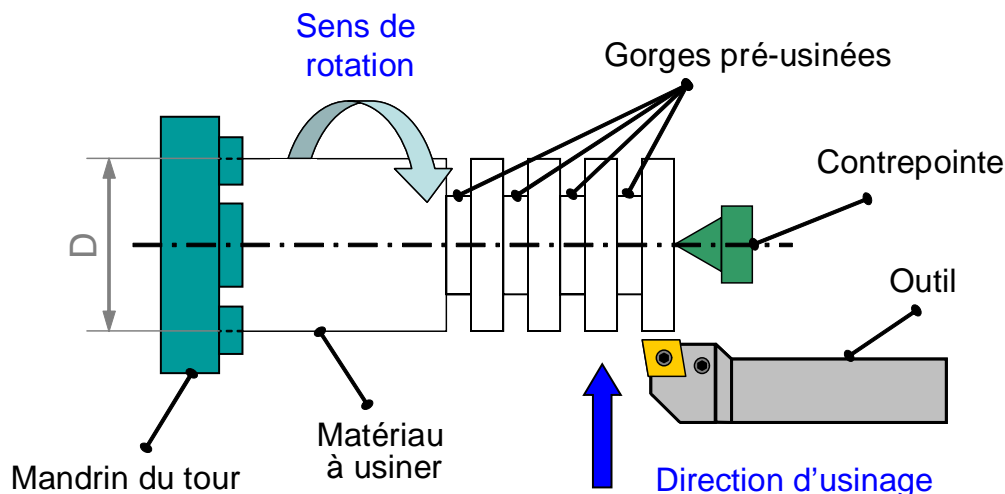 Sens de
rotation
Gorges pré-usinées
Contrepointe
D
Outil
Matériau
à usiner
Mandrin du tour
Direction d’usinage